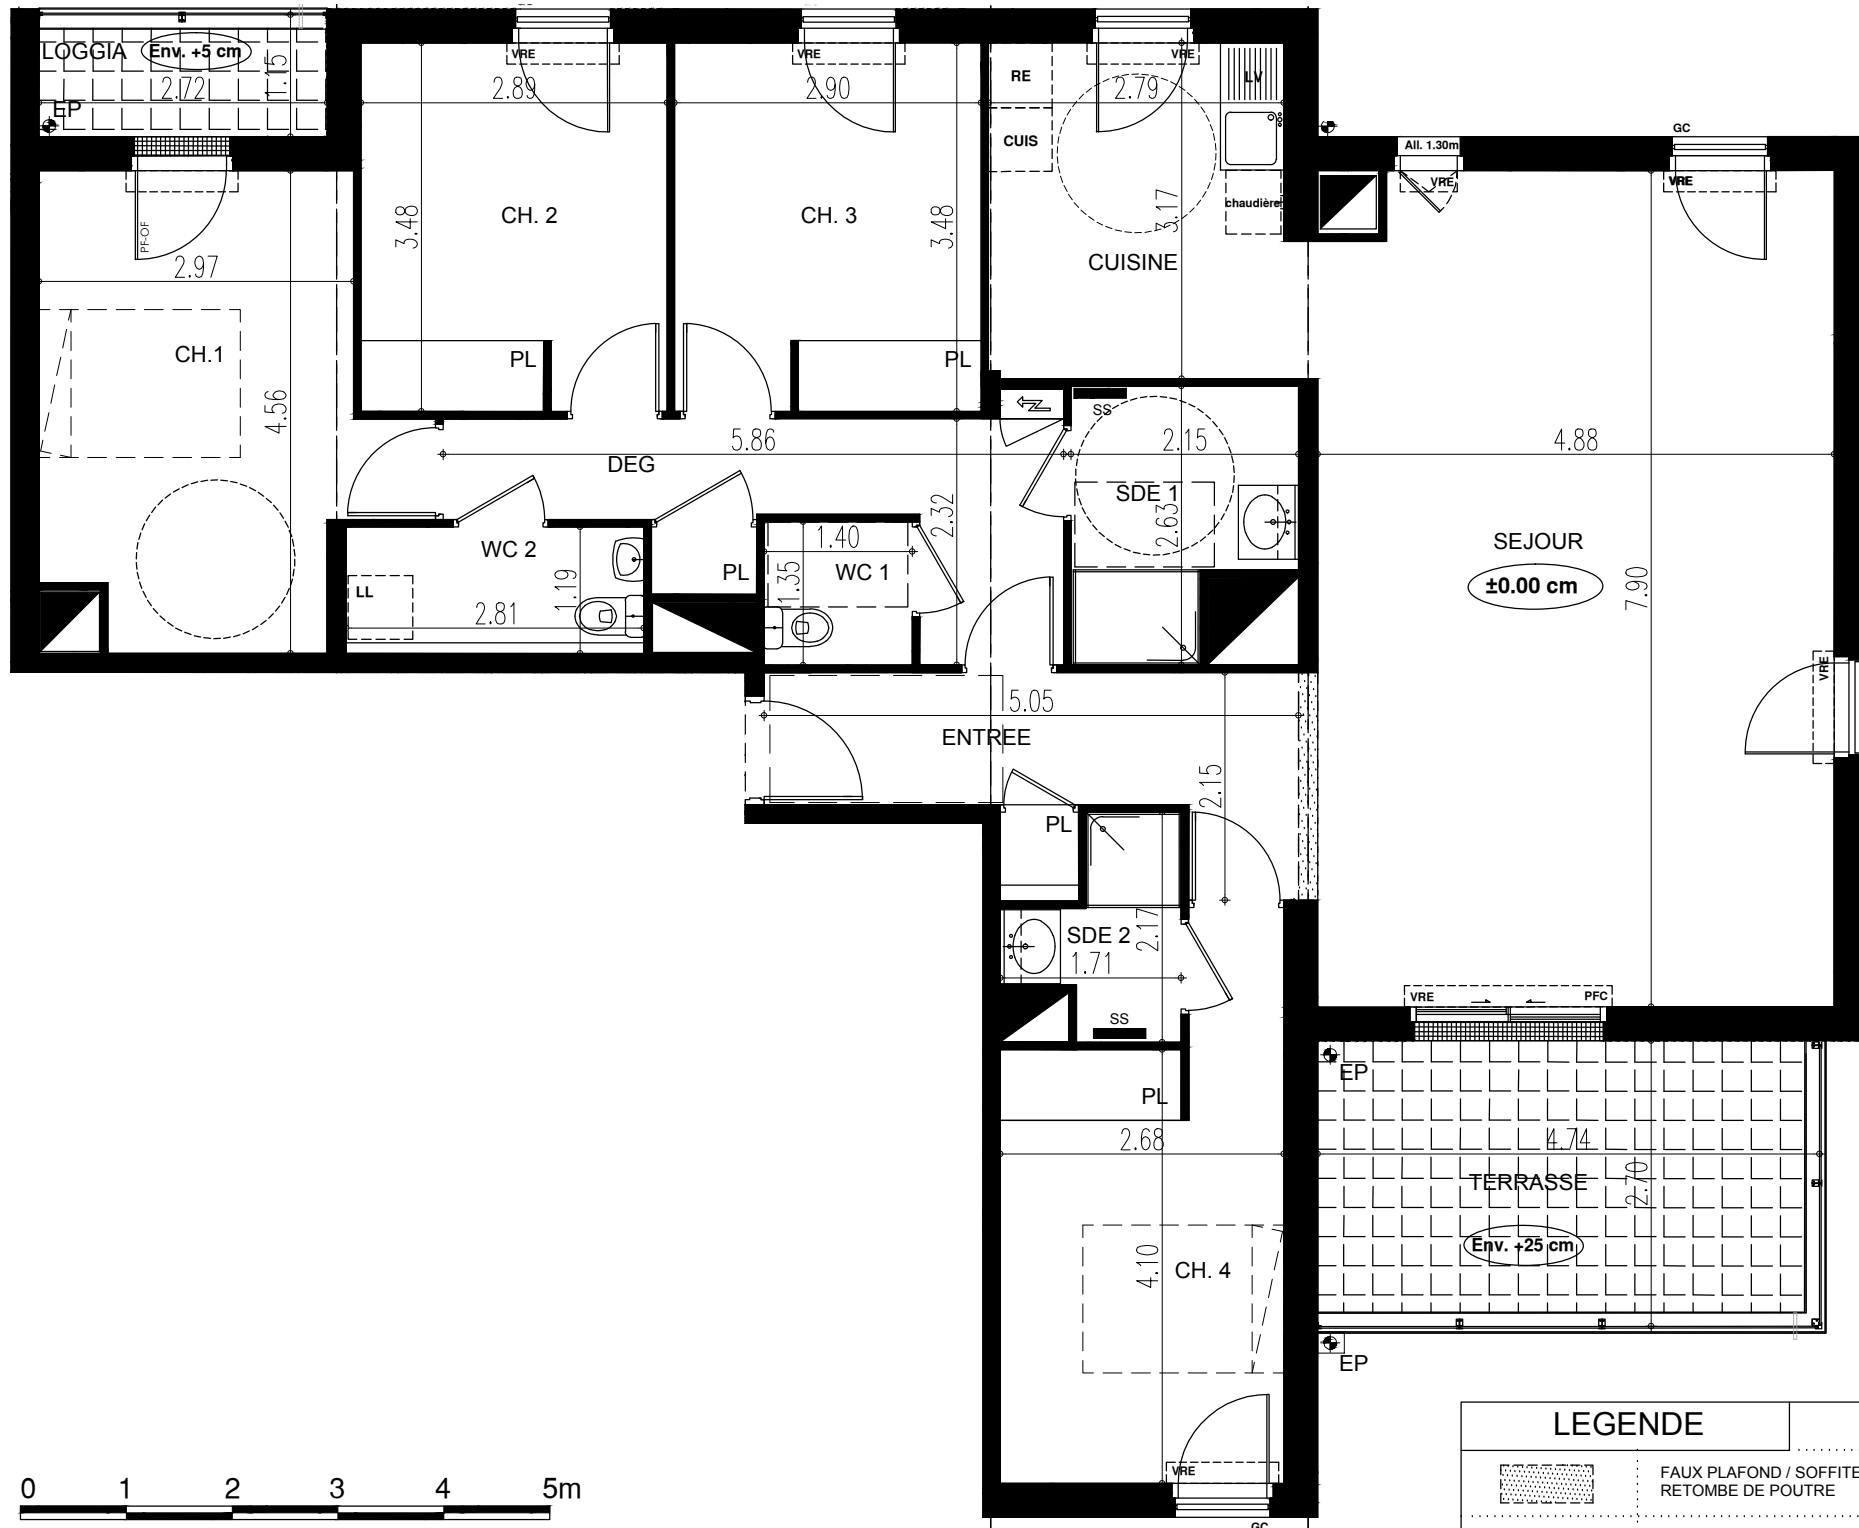 LOGGIA
Env. +5 cm
2.72
1.15
EP
VRE
2.89
VRE
2.90
RE
CUIS
VRE
2.79
LV
chaudière
3.17
CUISINE
GC
All. 1.30m
VRE
VRE
PF-OF
2.97
CH.1
4.56
3.48
CH. 2
PL
CH. 3
3.48
PL
5.86
DEG
2.32
SS
2.15
SDE 1
2.63
4.88
SEJOUR
±0.00 cm
7.90
WC 2
LL
1.19
2.81
PL
1.40
1.35
WC 1
VRE
5.05
ENTREE
2.15
PL
SDE 2
2.17
1.71
SS
VRE
PFC
EP
PL
2.68
4.74
TERRASSE
2.70
Env. +25 cm
4.10
CH. 4
EP
VRE
GC
0 1 2 3 4 5m
LEGENDE
FAUX PLAFOND / SOFFITE
RETOMBE DE POUTRE